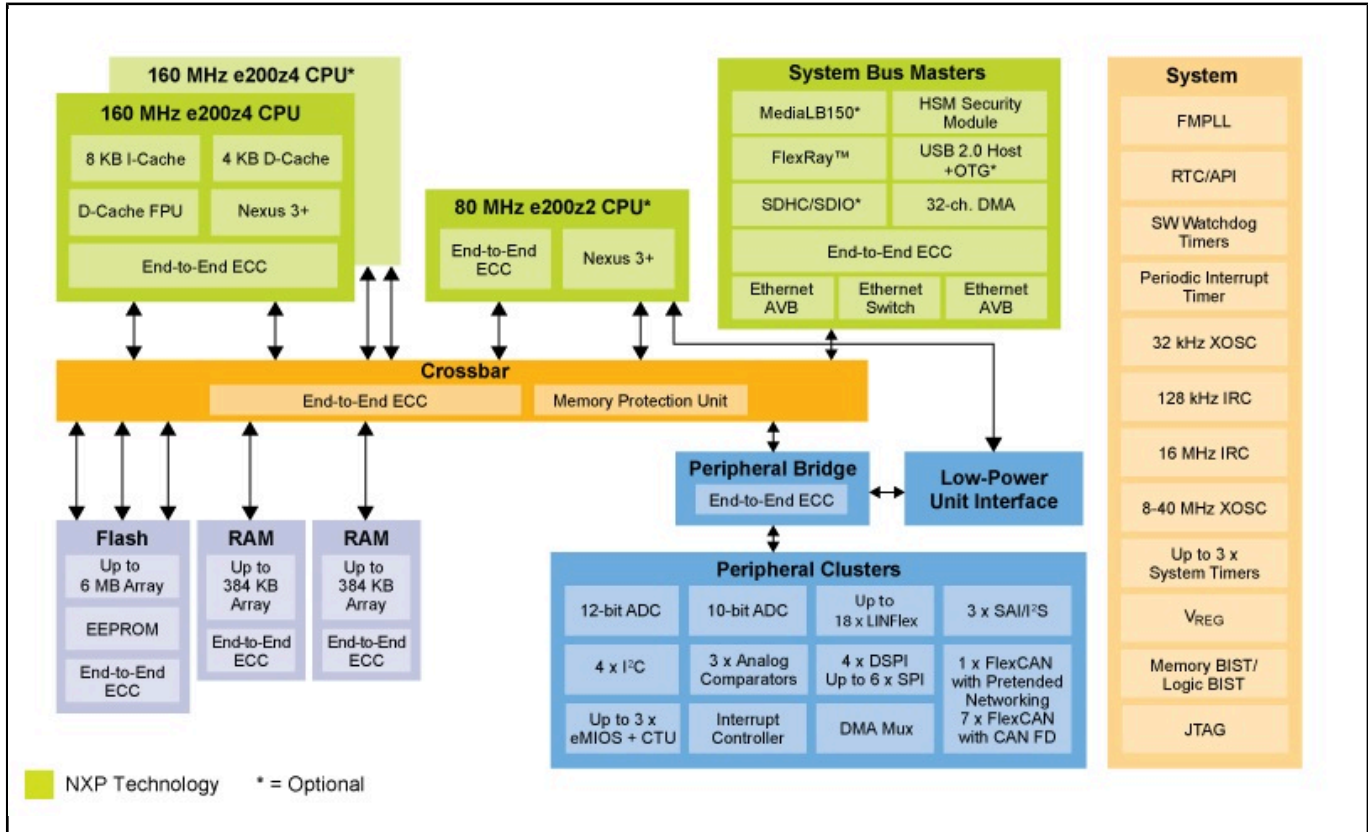 160 MHz e200z4 CPU*
160 MHz e200z4 CPU
8 KB I-Cache
4 KB D-Cache
D-Cache FPU
Nexus 3+
End-to-End ECC
80 MHz e200z2 CPU*
End-to-End
ECC
Nexus 3+
System Bus Masters
MediaLB150*
HSM Security
Module
FlexRay™
USB 2.0 Host
+OTG*
SDHC/SDIO*
32-ch. DMA
End-to-End ECC
Ethernet
AVB
Ethernet
Switch
Ethernet
AVB
Crossbar
End-to-End ECC
Memory Protection Unit
Peripheral Bridge
End-to-End ECC
Low-Power
Unit Interface
Flash
Up to
6 MB Array
EEPROM
End-to-End
ECC
RAM
Up to
384 KB
Array
End-to-End
ECC
RAM
Up to
384 KB
Array
End-to-End
ECC
Peripheral Clusters
12-bit ADC
10-bit ADC
Up to
18 x LINFlex
3 x SAI/I²S
4 x I²C
3 x Analog
Comparators
4 x DSPI
Up to 6 x SPI
1 x FlexCAN
with Pretended
Networking
7 x FlexCAN
with CAN FD
Up to 3 x
eMIOS + CTU
Interrupt
Controller
DMA Mux
System
FMPLL
RTC/API
SW Watchdog
Timers
Periodic Interrupt
Timer
32 kHz XOSC
128 kHz IRC
16 MHz IRC
8-40 MHz XOSC
Up to 3 x
System Timers
VREG
Memory BIST/
Logic BIST
JTAG
NXP Technology
* = Optional